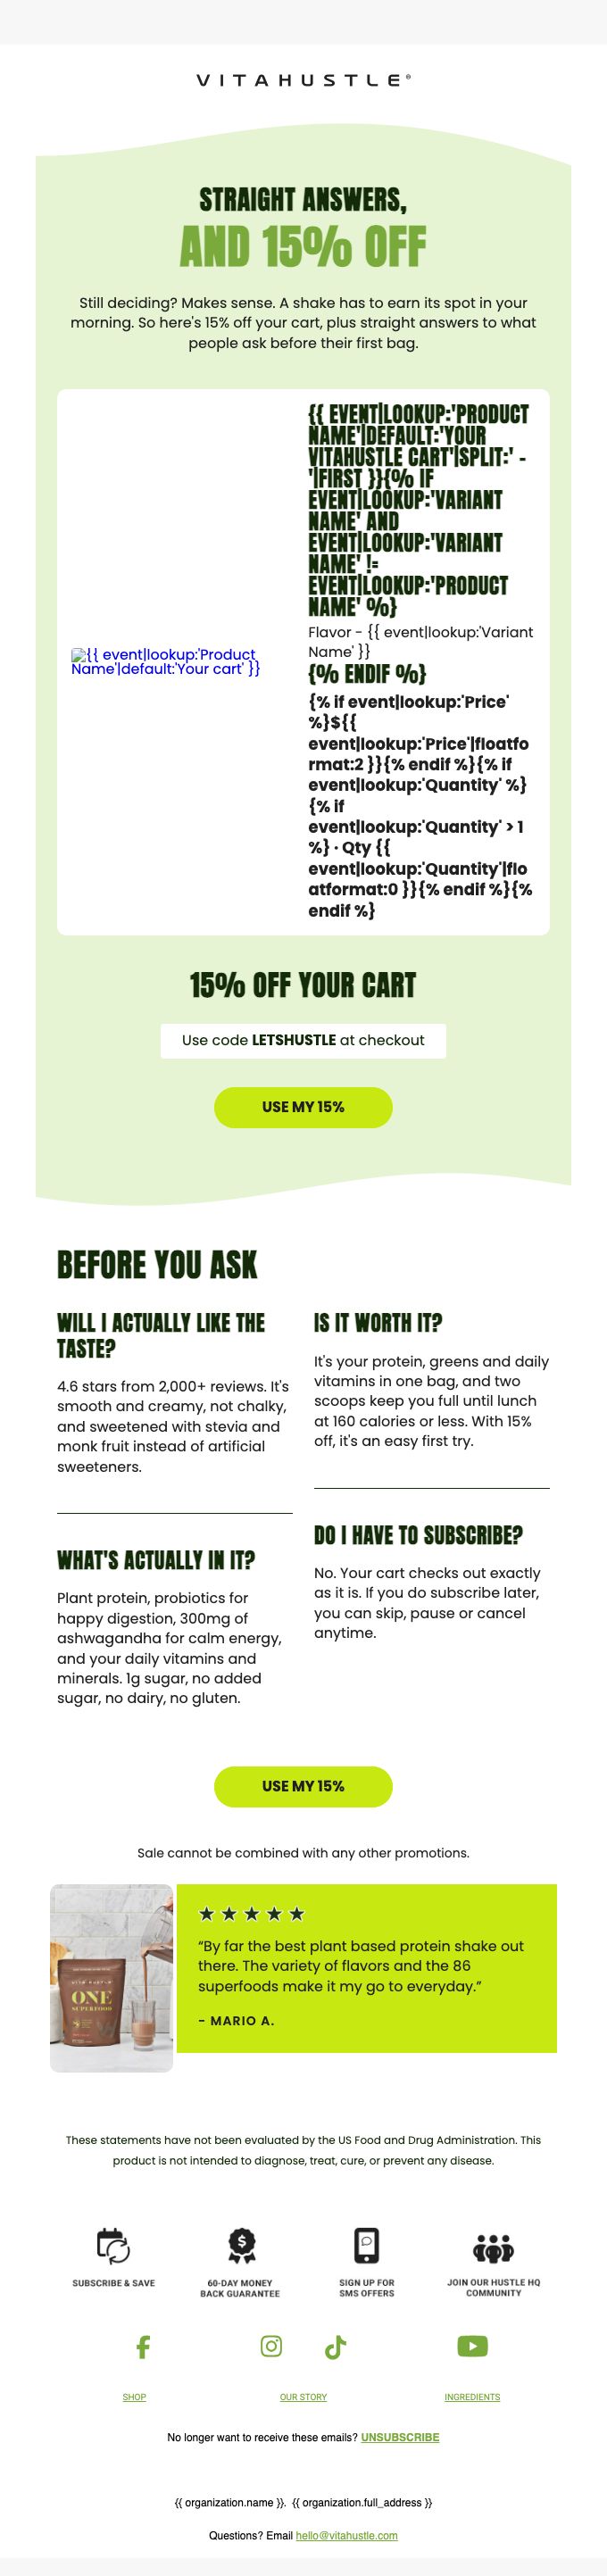 VITAHUSTLE®
STRAIGHT ANSWERS,
AND 15% OFF
Still deciding? Makes sense. A shake has to earn its spot in your
morning. So here's 15% off your cart, plus straight answers to what
people ask before their first bag.
{{ event|lookup:'Product
Name'|default:'Your cart' }}
{{ EVENT|LOOKUP:'PRODUCT
NAME'|DEFAULT:'YOUR
VITAHUSTLE CART'|SPLIT:' -
'|FIRST }}{% IF
EVENT|LOOKUP:'VARIANT
NAME' AND
EVENT|LOOKUP:'VARIANT
NAME' !=
EVENT|LOOKUP:'PRODUCT
NAME' %}
Flavor - {{ event|lookup:'Variant
Name' }}
{% ENDIF %}
{% if event|lookup:'Price'
%}${{
event|lookup:'Price'|floatfo
rmat:2 }}{% endif %}{% if
event|lookup:'Quantity' %}
{% if
event|lookup:'Quantity' > 1
%} · Qty {{
event|lookup:'Quantity'|flo
atformat:0 }}{% endif %}{%
endif %}
15% OFF YOUR CART
Use code LETSHUSTLE at checkout
USE MY 15%
BEFORE YOU ASK
WILL I ACTUALLY LIKE THE
TASTE?
4.6 stars from 2,000+ reviews. It's
smooth and creamy, not chalky,
and sweetened with stevia and
monk fruit instead of artificial
sweeteners.
WHAT'S ACTUALLY IN IT?
Plant protein, probiotics for
happy digestion, 300mg of
ashwagandha for calm energy,
and your daily vitamins and
minerals. 1g sugar, no added
sugar, no dairy, no gluten.
IS IT WORTH IT?
It's your protein, greens and daily
vitamins in one bag, and two
scoops keep you full until lunch
at 160 calories or less. With 15%
off, it's an easy first try.
DO I HAVE TO SUBSCRIBE?
No. Your cart checks out exactly
as it is. If you do subscribe later,
you can skip, pause or cancel
anytime.
USE MY 15%
Sale cannot be combined with any other promotions.
ONE
SUPERFOOD
“By far the best plant based protein shake out
there. The variety of flavors and the 86
superfoods make it my go to everyday.”
- MARIO A.
These statements have not been evaluated by the US Food and Drug Administration. This
product is not intended to diagnose, treat, cure, or prevent any disease.
SUBSCRIBE & SAVE
60-DAY MONEY
BACK GUARANTEE
SIGN UP FOR
SMS OFFERS
JOIN OUR HUSTLE HQ
COMMUNITY
SHOP
OUR STORY
INGREDIENTS
No longer want to receive these emails? UNSUBSCRIBE
{{ organization.name }}. {{ organization.full_address }}
Questions? Email hello@vitahustle.com